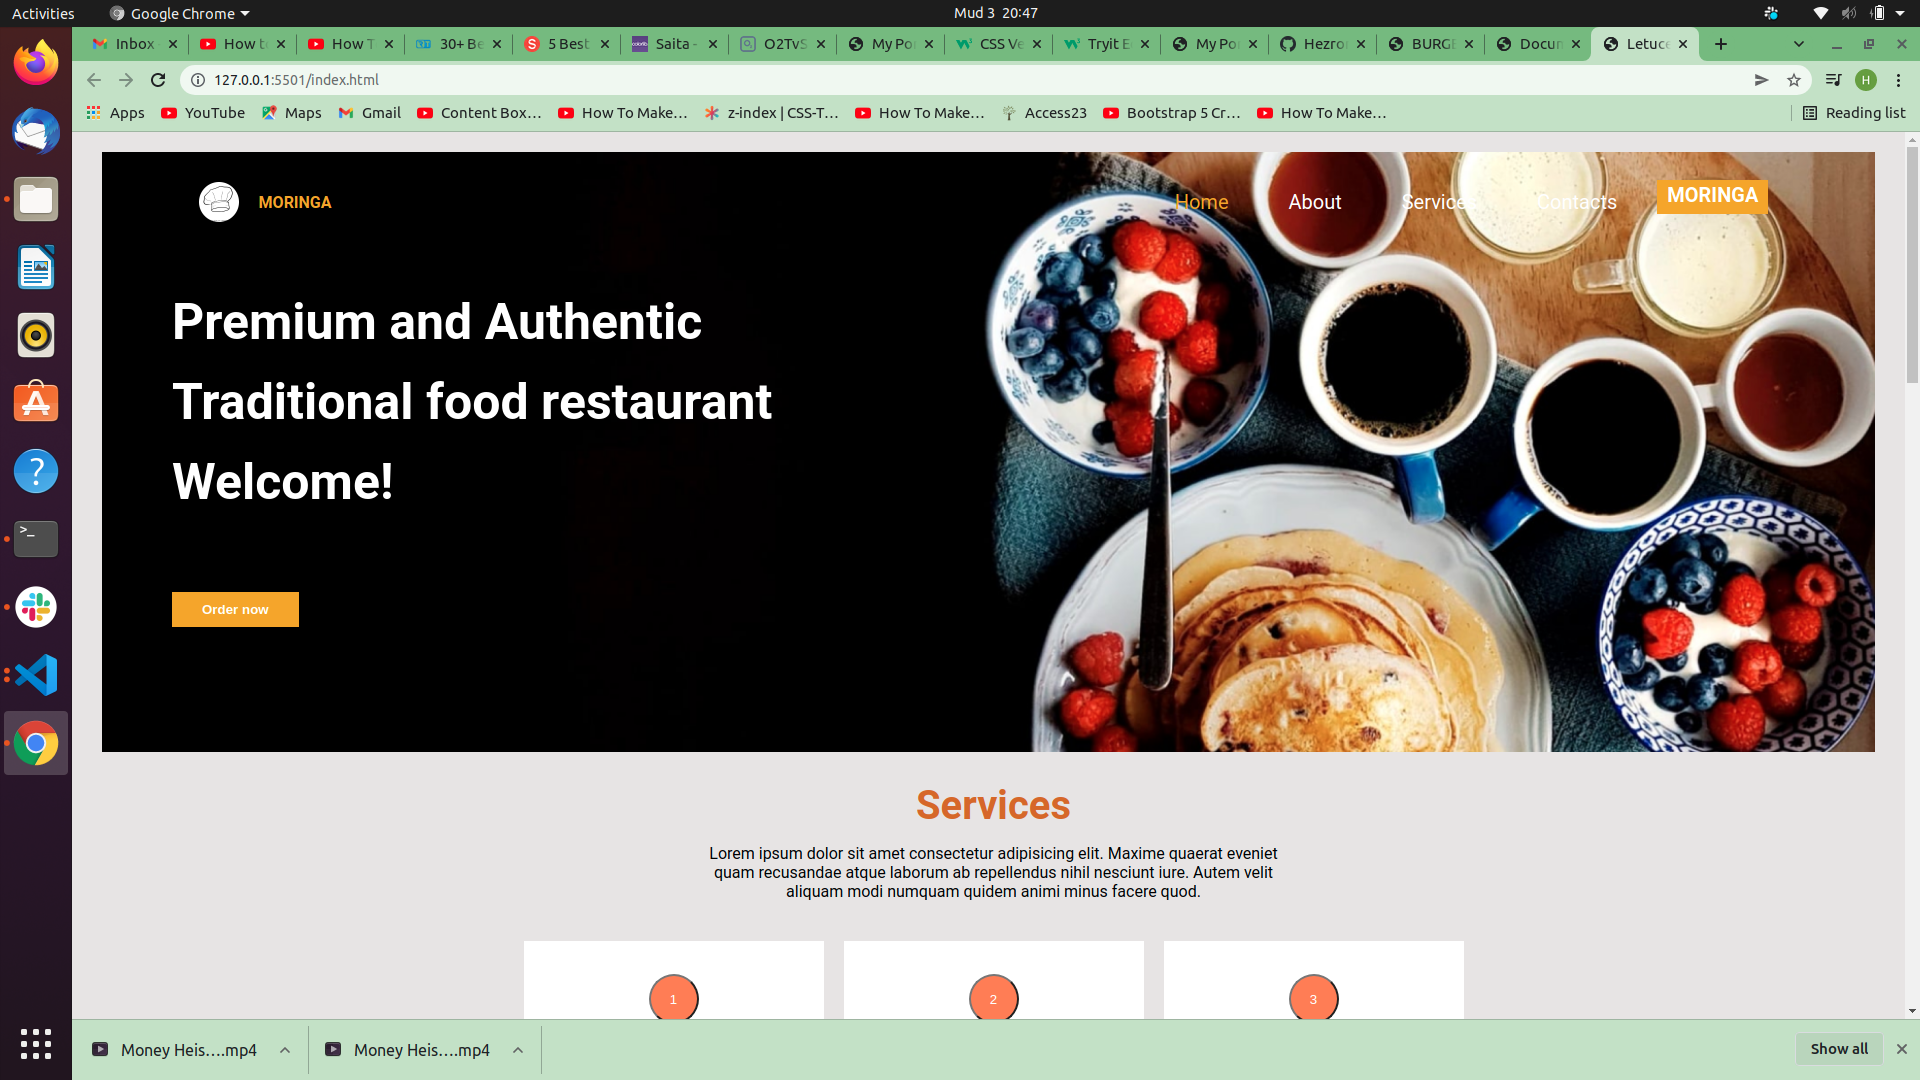 Activities
Google Chrome
Mud 3 20:47
Inbox
How t
How T
30+ Be
5 Best
Saita -
O2TvS
My Po
CSS Ve
Tryit E
My Po
Hezro
BURG
Docum
Letuc
127.0.0.1:5501/index.html
H
Apps
YouTube
Maps
Gmail
Content Box...
How To Make...
z-index | CSS-T...
How To Make...
Access23
Bootstrap 5 Cr...
How To Make...
Reading list
MORINGA
Home
About
Services
Contacts
MORINGA
Premium and Authentic
Traditional food restaurant
Welcome!
Order now
Services
Lorem ipsum dolor sit amet consectetur adipisicing elit. Maxime quaerat eveniet
quam recusandae atque laborum ab repellendus nihil nesciunt iure. Autem velit
aliquam modi numquam quidem animi minus facere quod.
1
2
3
Money Heis....mp4
Money Heis....mp4
Show all